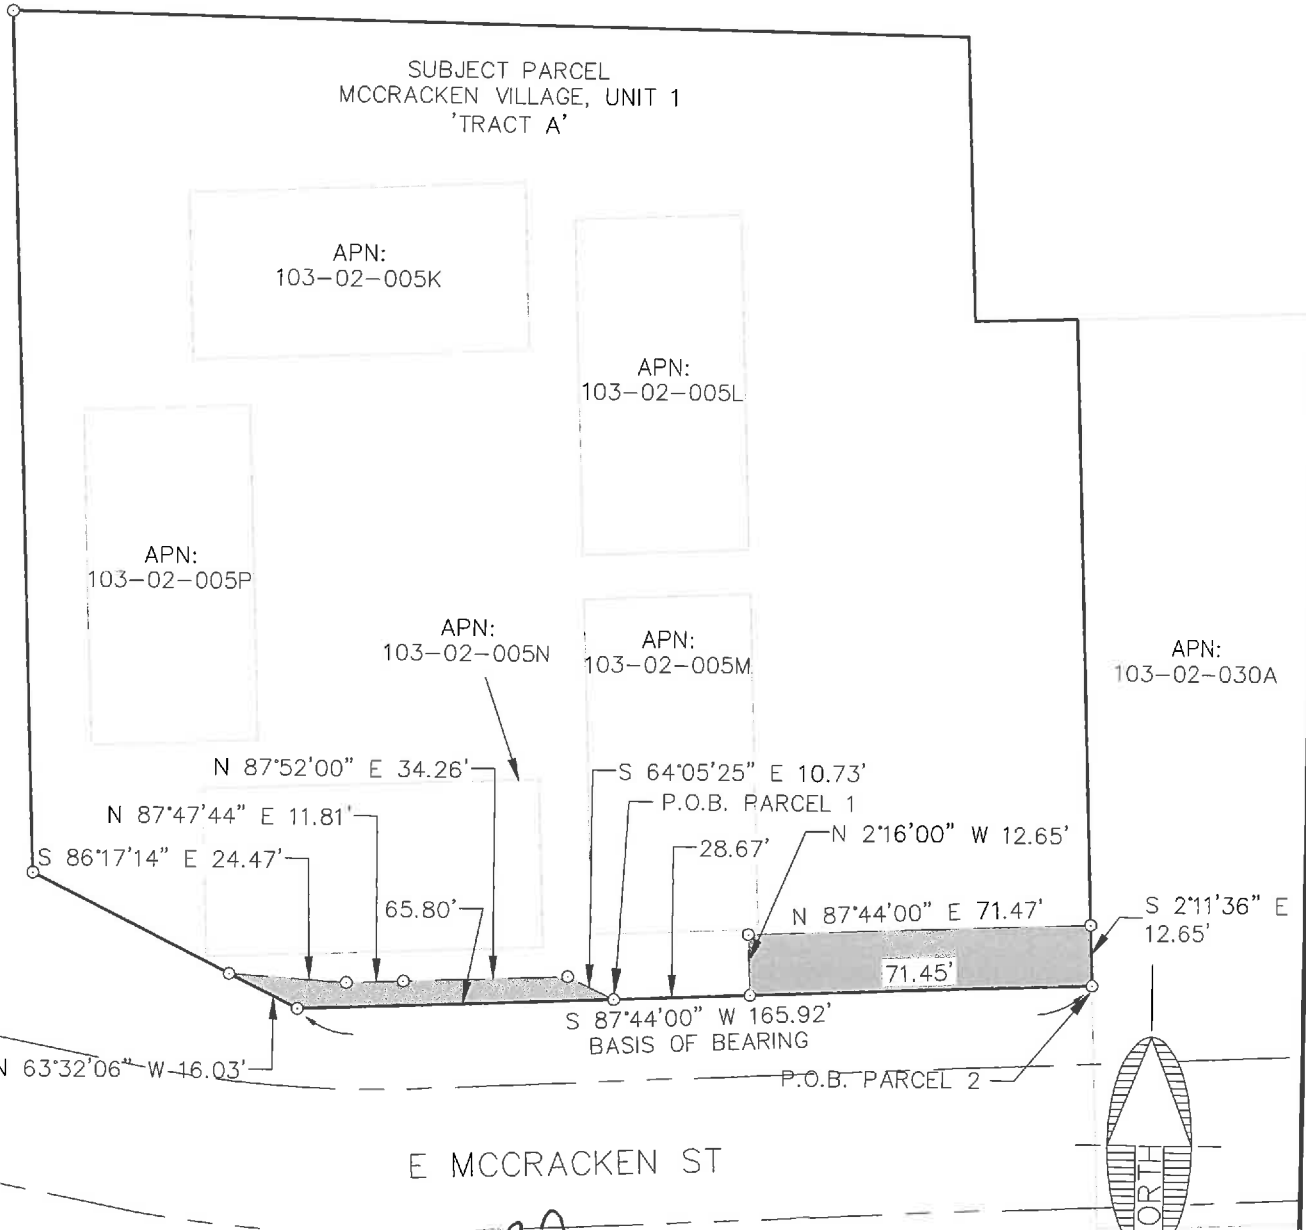 SUBJECT PARCEL
MCCRACKEN VILLAGE, UNIT 1
'TRACT A'
APN:
103-02-005K
APN:
103-02-005L
APN:
103-02-005P
APN:
103-02-005N
APN:
103-02-005M
APN:
103-02-030A
N 87°52'00" E 34.26'
S 64°05'25" E 10.73'
P.O.B. PARCEL 1
N 87°47'44" E 11.81'
N 2°16'00" W 12.65'
28.67'
S 86°17'14" E 24.47'
65.80'
N 87°44'00" E 71.47'
S 2°11'36" E
12.65'
71.45'
S 87°44'00" W 165.92'
BASIS OF BEARING
N 63°32'06" W 16.03'
P.O.B. PARCEL 2
E MCCRACKEN ST
ORTH